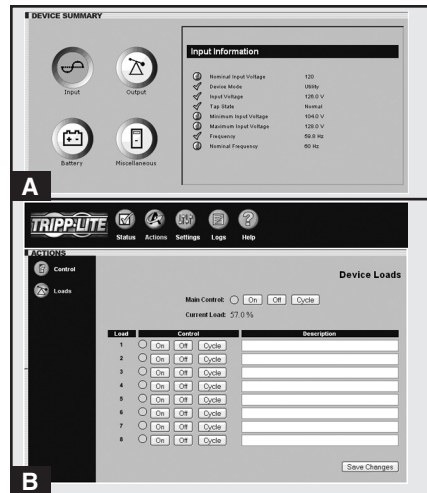 DEVICE SUMMARY
Input
Output
Battery
Miscellaneous
Input Information
Nominal Input Voltage 120
Device Mode Utility
Input Voltage 126.0 V
Tap State Normal
Minimum Input Voltage 104.0 V
Maximum Input Voltage 128.0 V
Frequency 59.8 Hz
Nominal Frequency 60 Hz
A
TRIPP·LITE
Status Actions Settings Logs Help
ACTIONS
Control
Loads
Device Loads
Main Control: On Off Cycle
Current Load: 57.0 %
Load Control Description
1 On Off Cycle
2 On Off Cycle
3 On Off Cycle
4 On Off Cycle
5 On Off Cycle
6 On Off Cycle
7 On Off Cycle
8 On Off Cycle
Save Changes
B